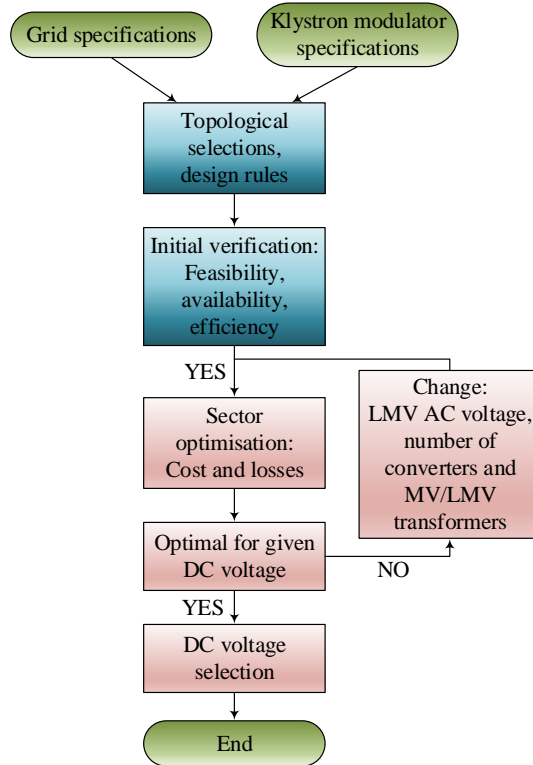 Grid specifications
Klystron modulator
specifications
Topological
selections,
design rules
Initial verification:
Feasibility,
availability,
efficiency
YES
Sector
optimisation:
Cost and losses
Change:
LMV AC voltage,
number of
converters and
MV/LMV
transformers
Optimal for given
DC voltage
NO
YES
DC voltage
selection
End